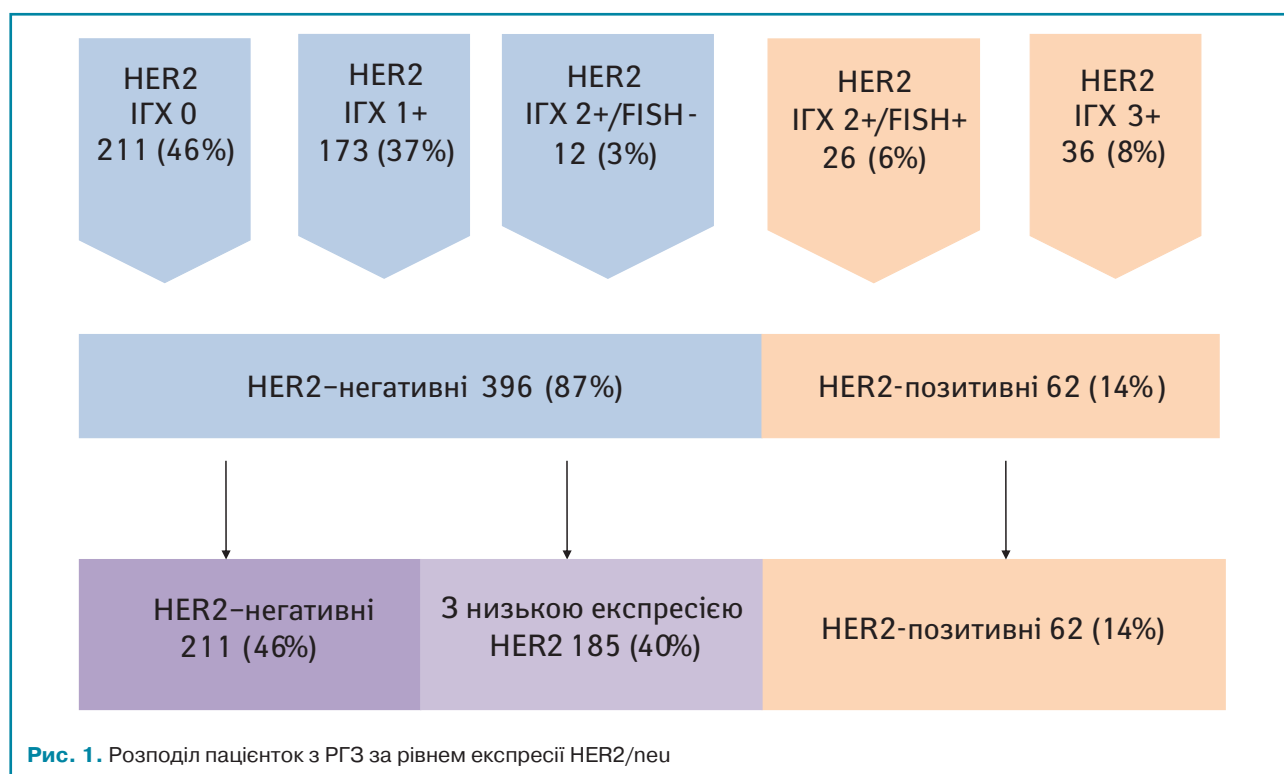 HER2
ІГХ 0
211 (46%)
HER2
ІГХ 1+
173 (37%)
HER2
ІГХ 2+/FISH -
12 (3%)
HER2
ІГХ 2+/FISH+
26 (6%)
HER2
ІГХ 3+
36 (8%)
HER2–негативні 396 (87%)
HER2-позитивні 62 (14%)
HER2–негативні
211 (46%)
З низькою експресією
HER2 185 (40%)
HER2-позитивні 62 (14%)
Рис. 1. Розподіл пацієнток з РГЗ за рівнем експресії HER2/neu